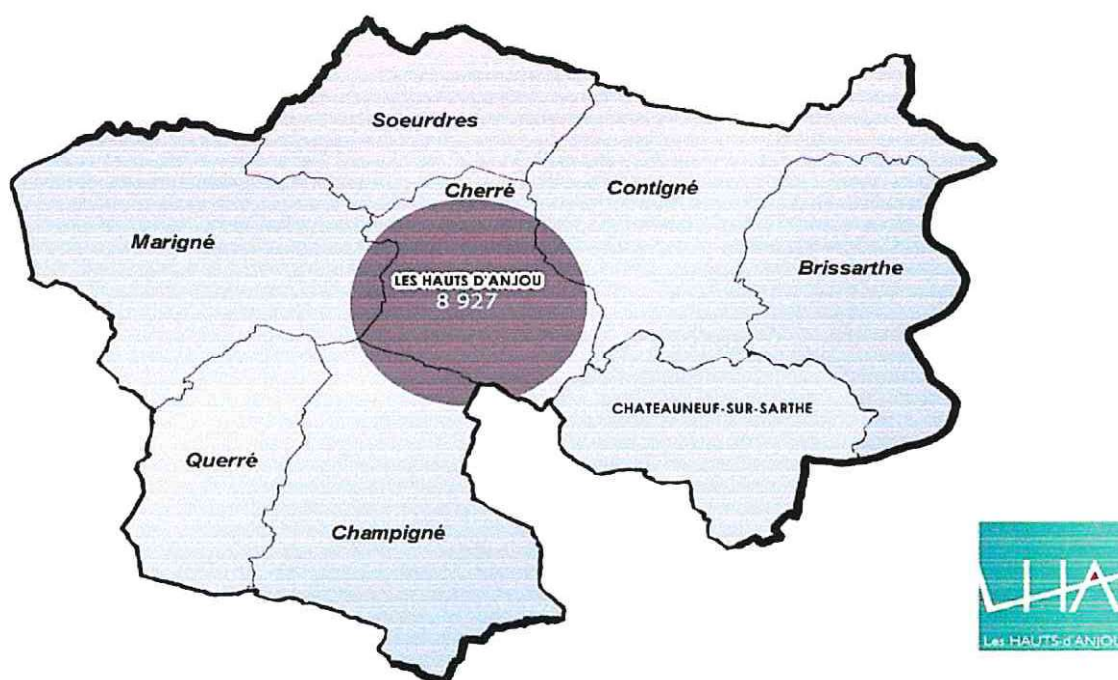 Soeurdres
Cherré
Contigné
Marigné
Brissarthe
LES HAUTS D'ANJOU
8 927
CHATEAUNEUF-SUR-SARTHE
Querré
Champigné
LHA
Les HAUTS-d'ANJOU